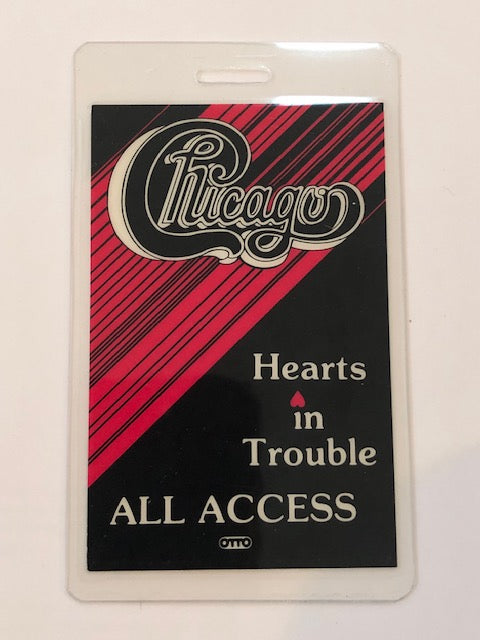 Chicago
Hearts
in
Trouble
ALL ACCESS
OTTO